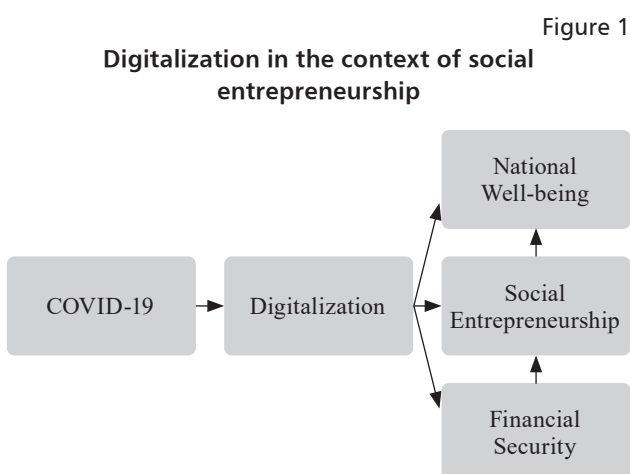 Figure 1
Digitalization in the context of social
entrepreneurship
National
Well-being
COVID-19
Digitalization
Social
Entrepreneurship
Financial
Security